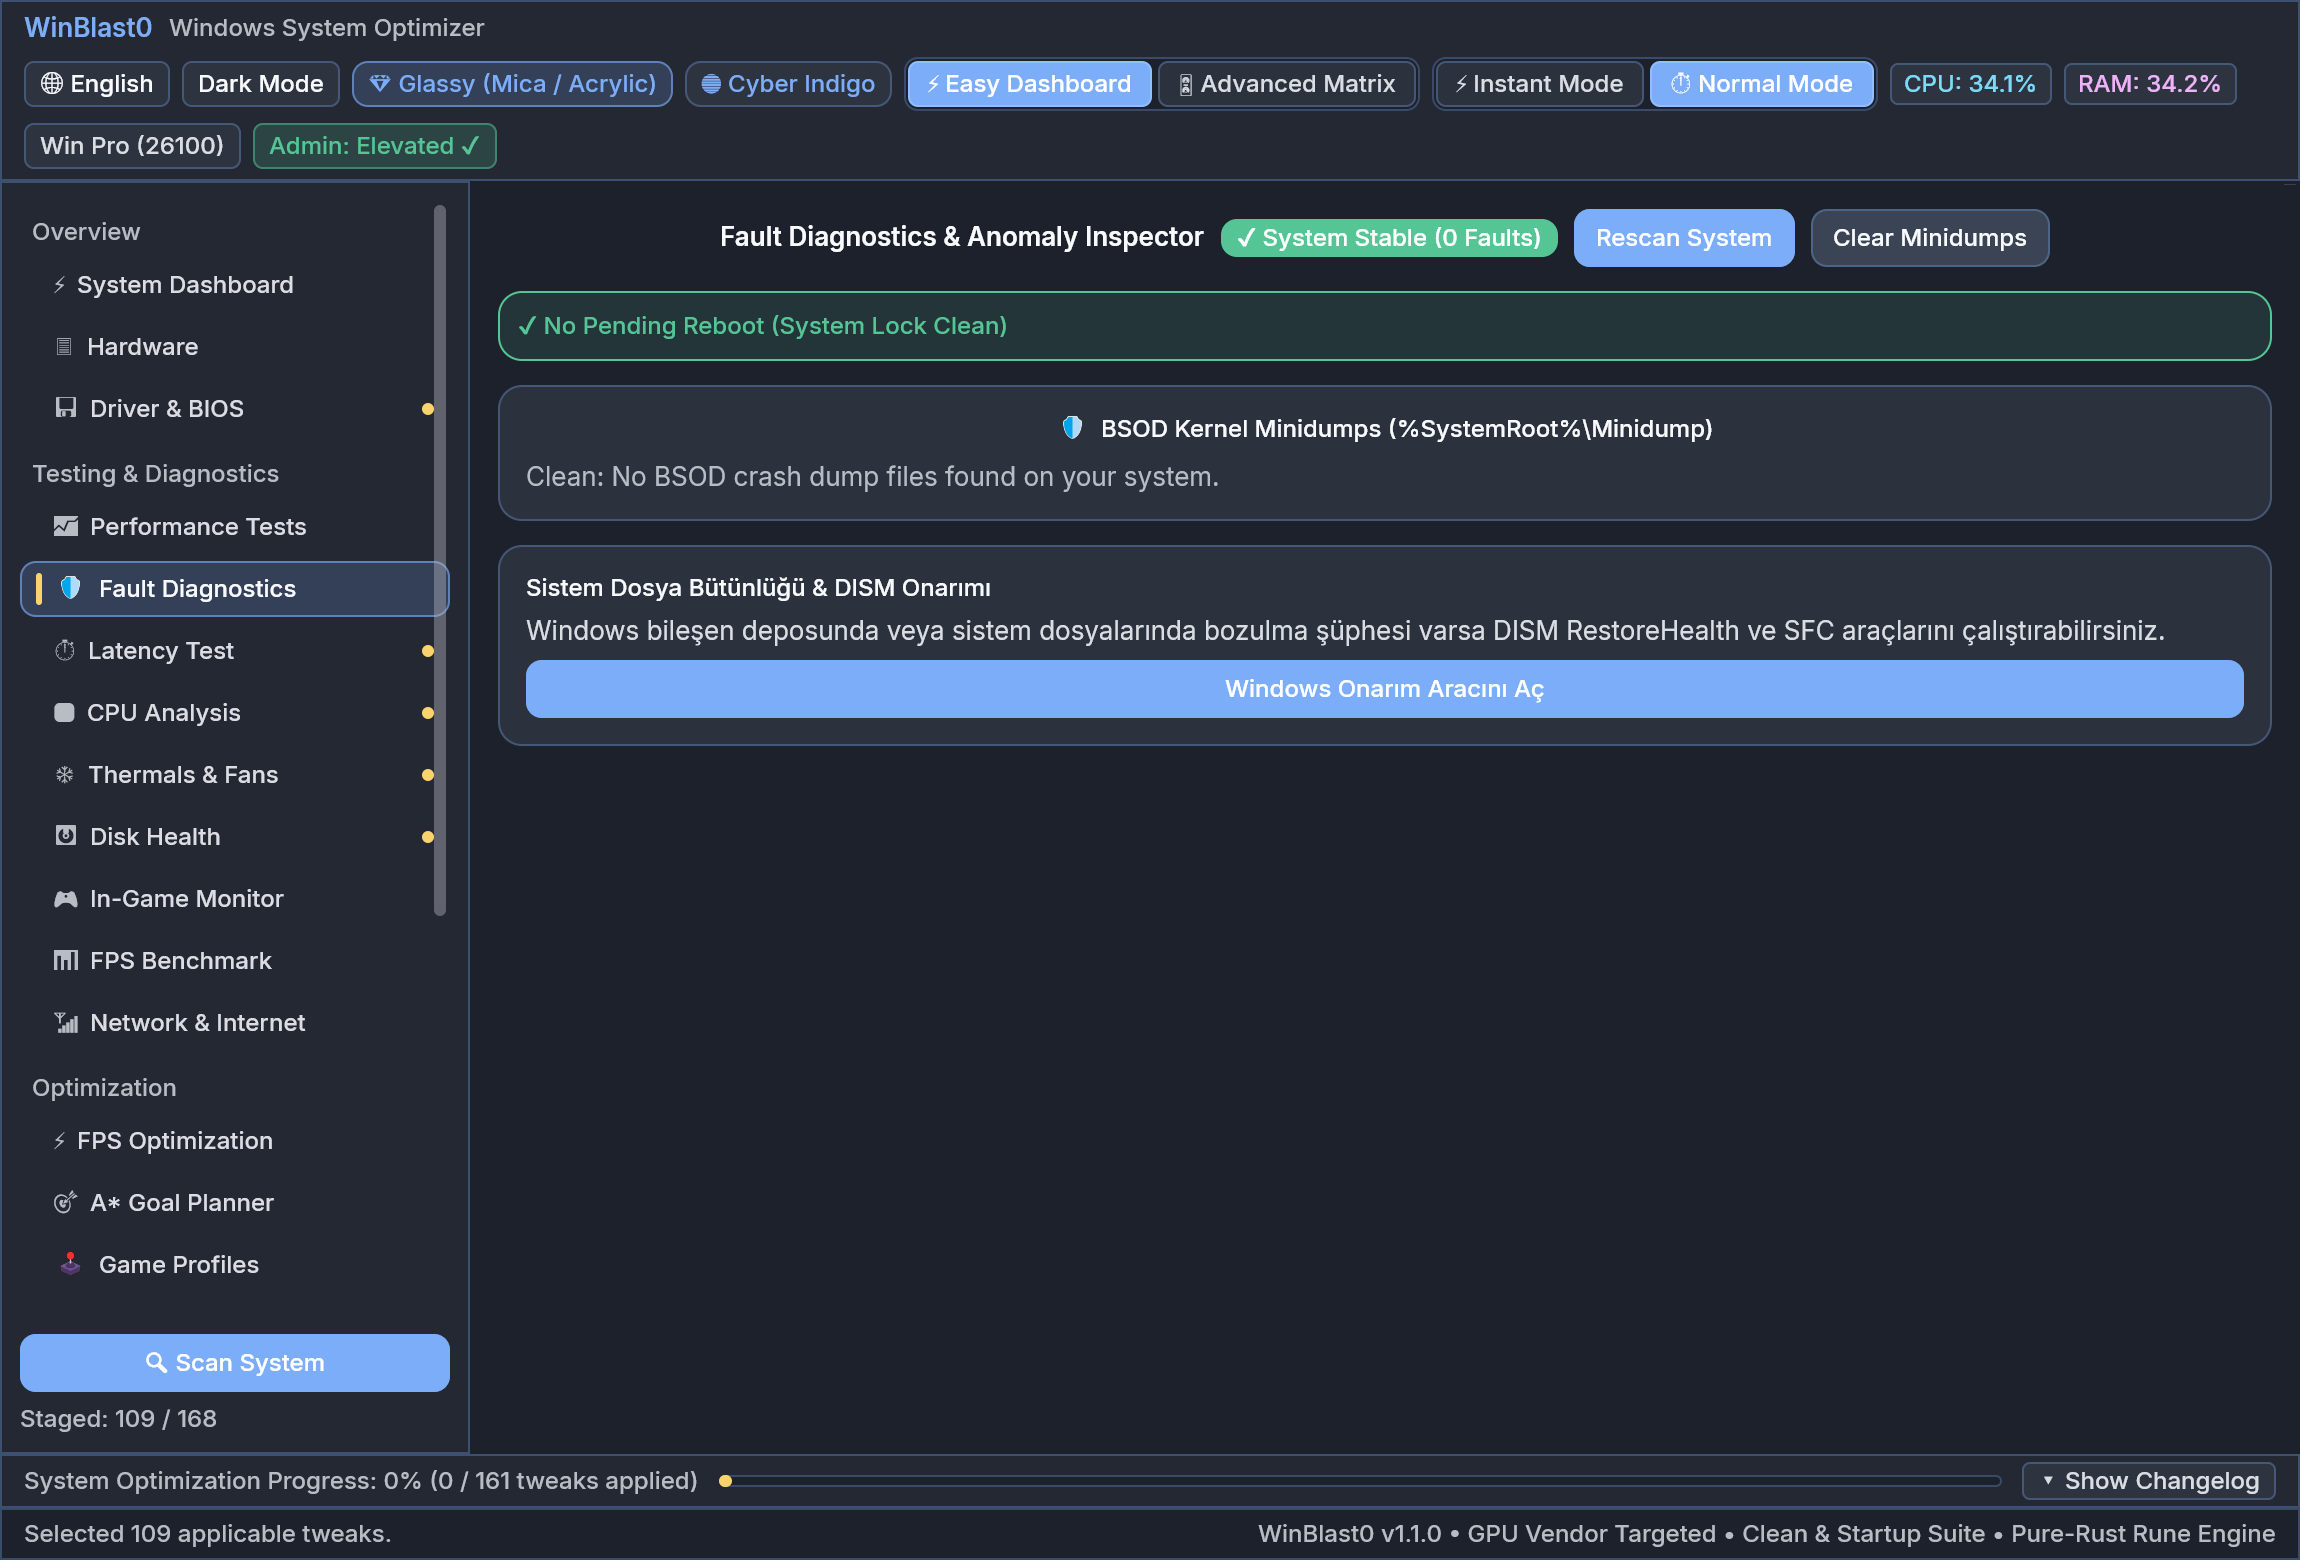 WinBlast0 Windows System Optimizer
English Dark Mode Glassy (Mica / Acrylic) Cyber Indigo ⚡Easy Dashboard Advanced Matrix ⚡Instant Mode Normal Mode CPU: 34.1% RAM: 34.2%
Win Pro (26100) Admin: Elevated ✓
Overview
System Dashboard
Hardware
Driver & BIOS
Testing & Diagnostics
Performance Tests
Fault Diagnostics
Latency Test
CPU Analysis
Thermals & Fans
Disk Health
In-Game Monitor
FPS Benchmark
Network & Internet
Optimization
FPS Optimization
A* Goal Planner
Game Profiles
Scan System
Staged: 109 / 168
Fault Diagnostics & Anomaly Inspector ✓ System Stable (0 Faults) Rescan System Clear Minidumps
✓ No Pending Reboot (System Lock Clean)
BSOD Kernel Minidumps (%SystemRoot%\Minidump)
Clean: No BSOD crash dump files found on your system.
Sistem Dosya Bütünlüğü & DISM Onarımı
Windows bileşen deposunda veya sistem dosyalarında bozulma şüphesi varsa DISM RestoreHealth ve SFC araçlarını çalıştırabilirsiniz.
Windows Onarım Aracını Aç
System Optimization Progress: 0% (0 / 161 tweaks applied) ▼ Show Changelog
Selected 109 applicable tweaks. WinBlast0 v1.1.0 • GPU Vendor Targeted • Clean & Startup Suite • Pure-Rust Rune Engine